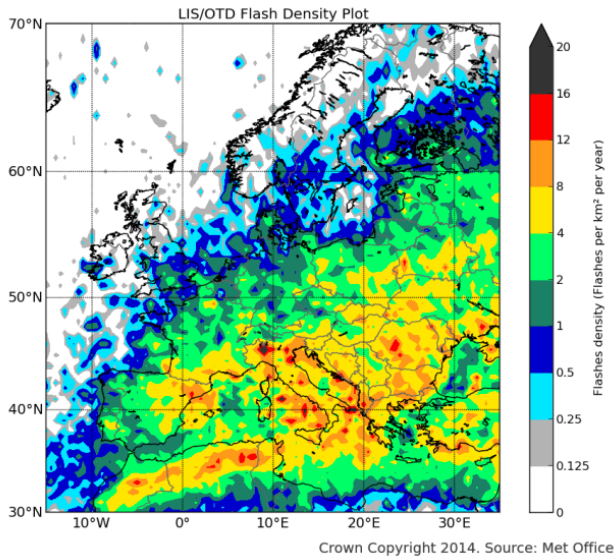 LIS/OTD Flash Density Plot
70°N
60°N
50°N
40°N
30°N
10°W
0°
10°E
20°E
30°E
20
16
12
8
4
2
1
0.5
0.25
0.125
0
Flashes density (Flashes per km² per year)
Crown Copyright 2014. Source: Met Office